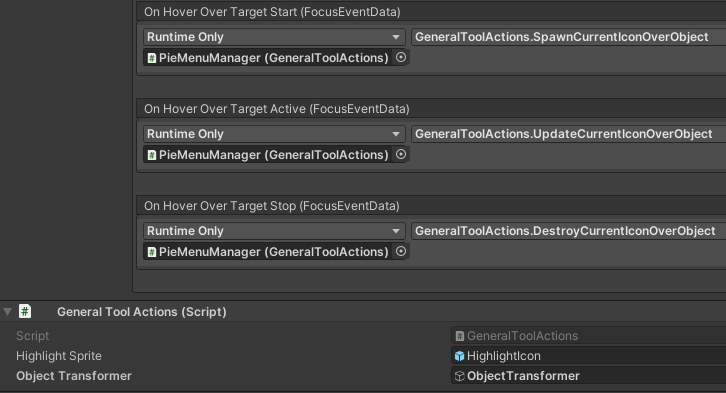 On Hover Over Target Start (FocusEventData)
Runtime Only GeneralToolActions.SpawnCurrentIconOverObject
# PieMenuManager (GeneralToolActions)
On Hover Over Target Active (FocusEventData)
Runtime Only GeneralToolActions.UpdateCurrentIconOverObject
# PieMenuManager (GeneralToolActions)
On Hover Over Target Stop (FocusEventData)
Runtime Only GeneralToolActions.DestroyCurrentIconOverObject
# PieMenuManager (GeneralToolActions)
# General Tool Actions (Script)
Script # GeneralToolActions
Highlight Sprite HighlightIcon
Object Transformer ObjectTransformer